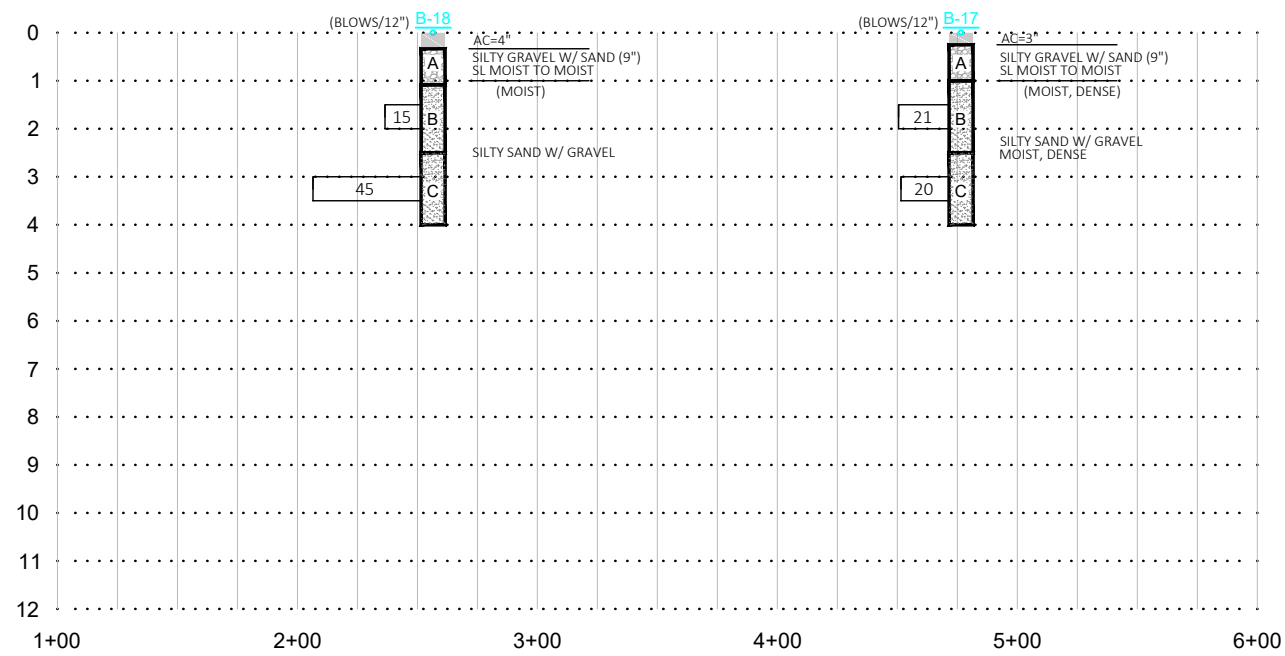 (BLOWS/12") B-18
(BLOWS/12") B-17
0
AC=4"
AC=3"
SILTY GRAVEL W/ SAND (9")
SL MOIST TO MOIST
SILTY GRAVEL W/ SAND (9")
SL MOIST TO MOIST
A
A
1
(MOIST)
(MOIST, DENSE)
15
B
21
B
2
SILTY SAND W/ GRAVEL
SILTY SAND W/ GRAVEL
MOIST, DENSE
3
45
C
20
C
4
5
6
7
8
9
10
11
12
1+00 2+00 3+00 4+00 5+00 6+00